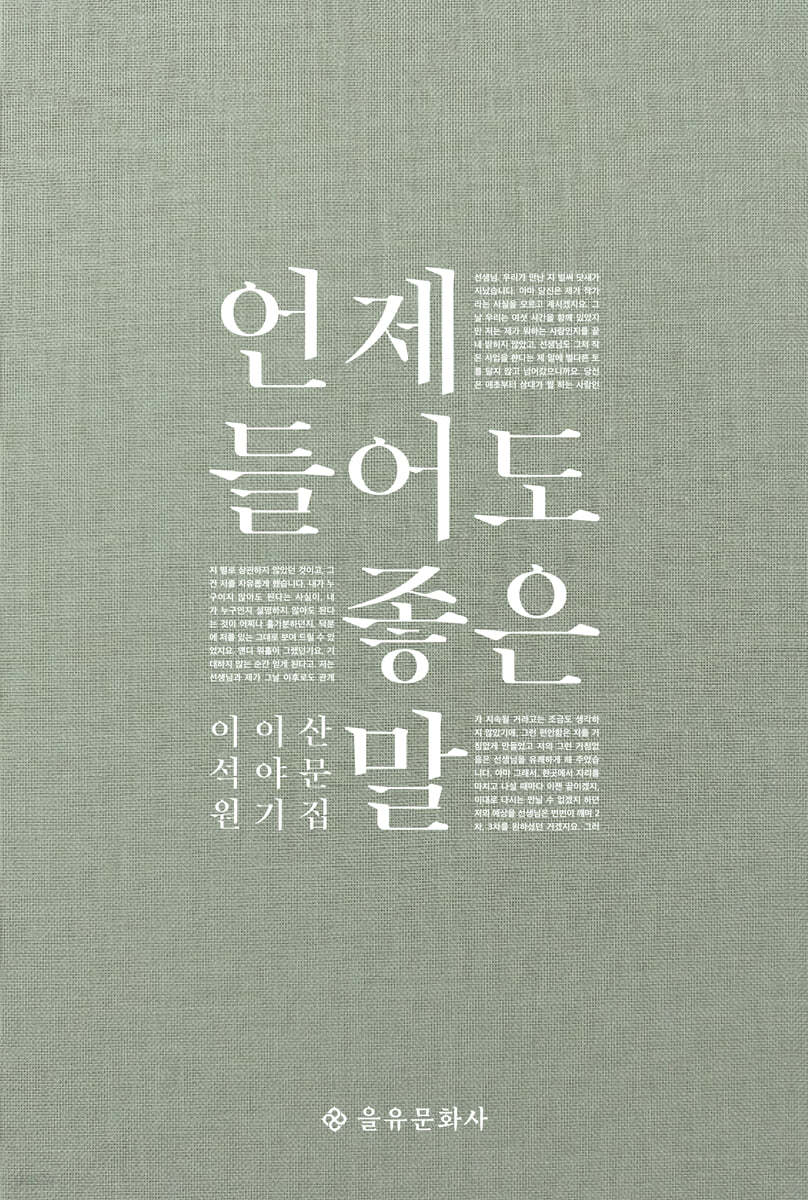 언제
선생님, 우리가 만난 지 벌써 닷새가
지났습니다. 아마 당신은 제가 작가
라는 사실을 모르고 계시겠지요. 그
날 우리는 여섯 시간을 함께 있었지
만 저는 제가 뭐하는 사람인지를 끝
내 밝히지 않았고, 선생님도 그저 작
은 사업을 한다는 제 말에 별다른 토
를 달지 않고 넘어갔으니까요. 당신
은 애초부터 상대가 뭘 하는 사람인
들어도
지 별로 상관하지 않았던 것이고, 그
건 저를 자유롭게 했습니다. 내가 누
구이지 않아도 된다는 사실이, 내
가 누구인지 설명하지 않아도 된다
는 것이 어찌나 홀가분하던지. 덕분
에 저를 있는 그대로 보여 드릴 수 있
었지요. 앤디 워홀이 그랬던가요. 기
대하지 않는 순간 얻게 된다고. 저는
선생님과 제가 그날 이후로도 관계
좋은
이석원
이야기
산문집
말
가 지속될 거라고는 조금도 생각하
지 않았기에, 그런 편안함은 저를 거
침없게 만들었고 저의 그런 거침없
음은 선생님을 유쾌하게 해 주었습
니다. 아마 그래서, 한곳에서 자리를
마치고 나설 때마다 이젠 끝이겠지,
이대로 다시는 만날 수 없겠지 하던
저의 예상을 선생님은 번번이 깨며 2
차, 3차를 원하셨던 거겠지요. 그러
을유문화사